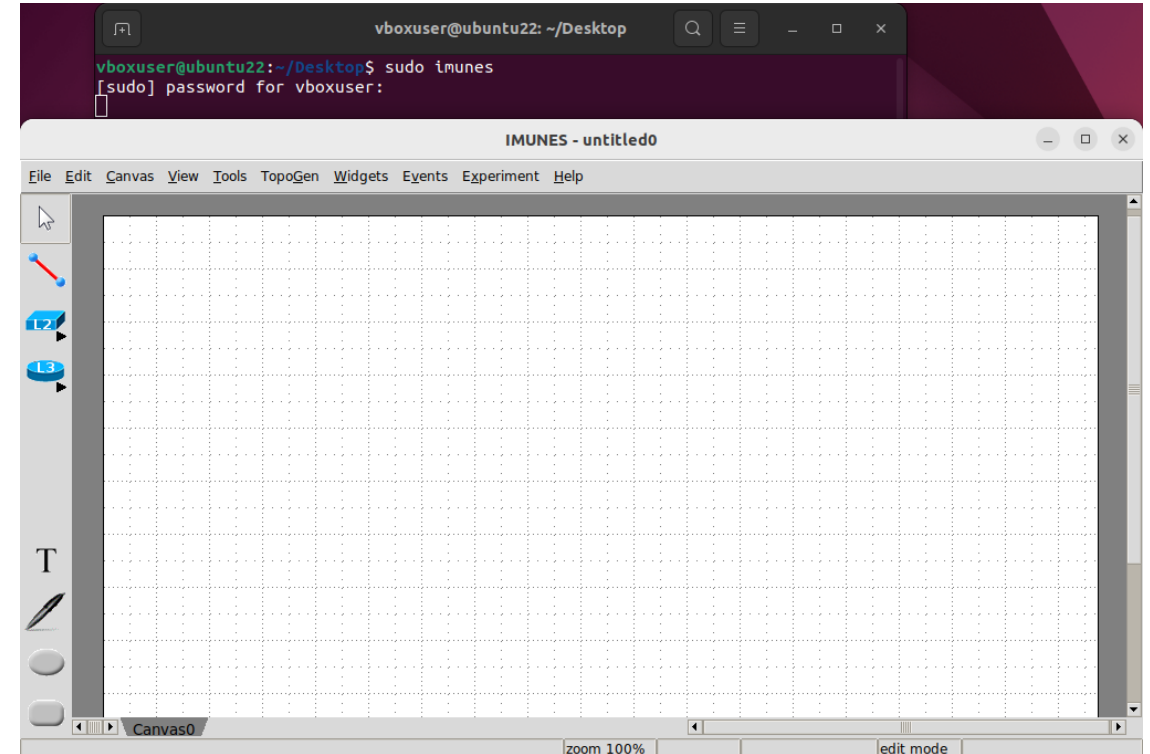 vboxuser@ubuntu22: ~/Desktop
vboxuser@ubuntu22:~/Desktop$ sudo imunes
[sudo] password for vboxuser:
IMUNES - untitled0
File Edit Canvas View Tools TopoGen Widgets Events Experiment Help
L2
L3
T
Canvas0
zoom 100% edit mode